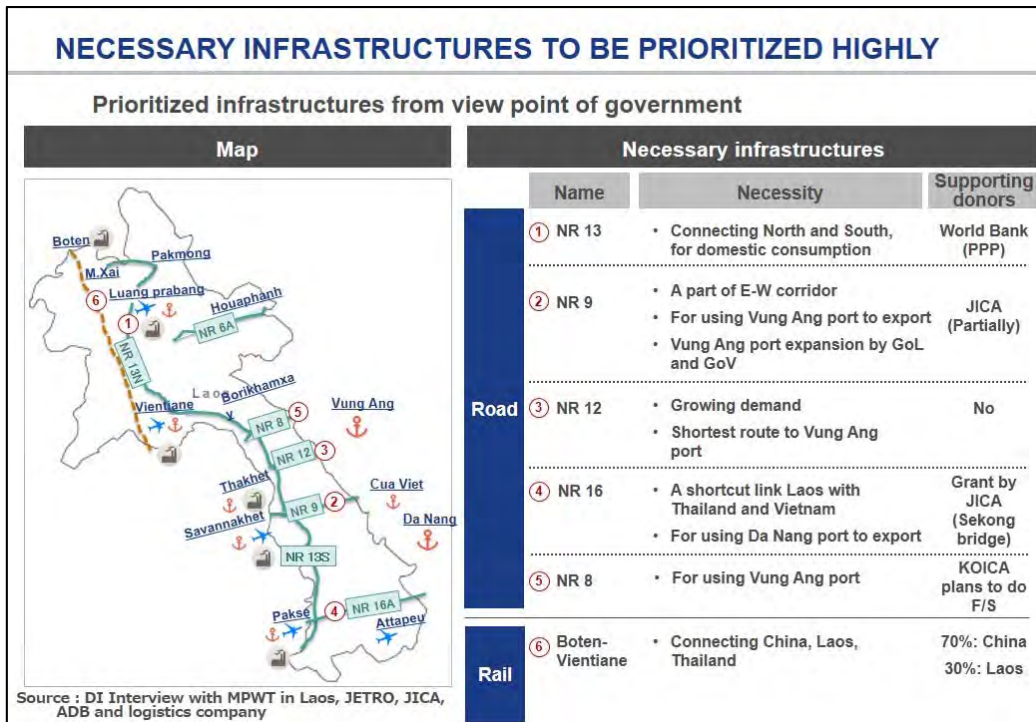 NECESSARY INFRASTRUCTURES TO BE PRIORITIZED HIGHLY
Prioritized infrastructures from view point of government
Map
Boten
Pakmong
M.Xai
Luang prabang
6
1
Houaphanh
NR 6A
NR 13N
Laos
Borikhamxa
y
Vientiane
5
NR 8
Vung Ang
NR 12
3
Thakhet
NR 9
2
Cua Viet
Savannakhet
Da Nang
NR 13S
Pakse
4
NR 16A
Attapeu
Source : DI Interview with MPWT in Laos, JETRO, JICA,
ADB and logistics company
Necessary infrastructures
Name
Necessity
Supporting
donors
Road
1 NR 13
• Connecting North and South,
for domestic consumption
World Bank
(PPP)
2 NR 9
• A part of E-W corridor
• For using Vung Ang port to export
• Vung Ang port expansion by GoL
and GoV
JICA
(Partially)
3 NR 12
• Growing demand
• Shortest route to Vung Ang
port
No
4 NR 16
• A shortcut link Laos with
Thailand and Vietnam
• For using Da Nang port to export
Grant by
JICA
(Sekong
bridge)
5 NR 8
• For using Vung Ang port
KOICA
plans to do
F/S
Rail
6 Boten-
Vientiane
• Connecting China, Laos,
Thailand
70%: China
30%: Laos